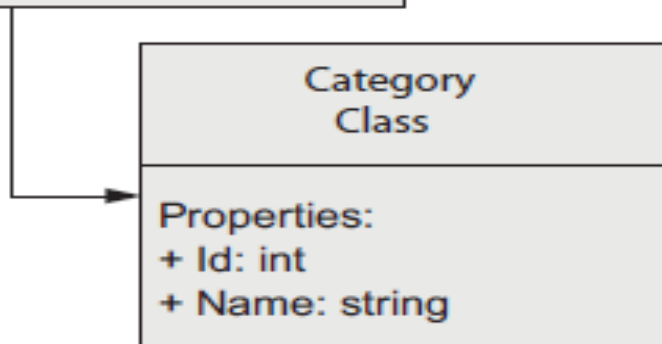 Category
Class
Properties:
+ Id: int
+ Name: string